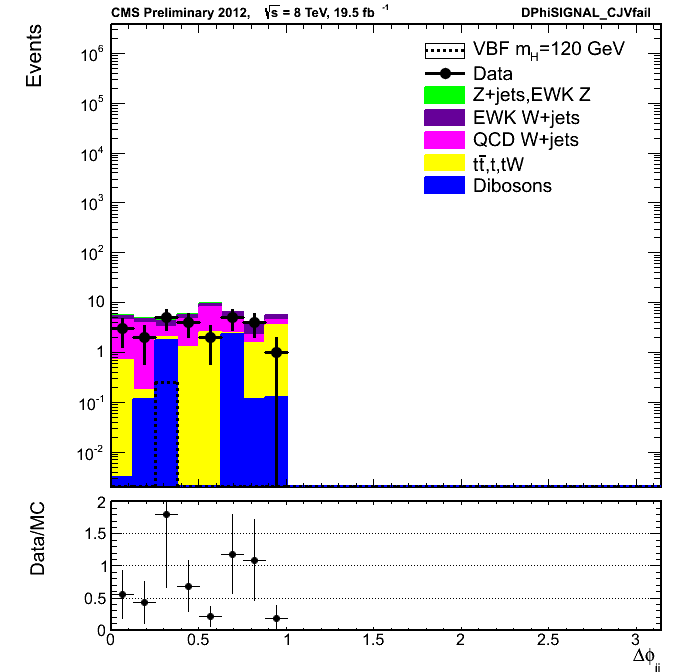 CMS Preliminary 2012, √s = 8 TeV, 19.5 fb⁻¹ DPhiSIGNAL_CJVfail
Events
10⁶
10⁵
10⁴
10³
10²
10
1
10⁻¹
10⁻²
VBF m_H=120 GeV
Data
Z+jets,EWK Z
EWK W+jets
QCD W+jets
tt̄,t,tW
Dibosons
Data/MC
2
1.5
1
0.5
0
0 0.5 1 1.5 2 2.5 3
Δϕ_jj